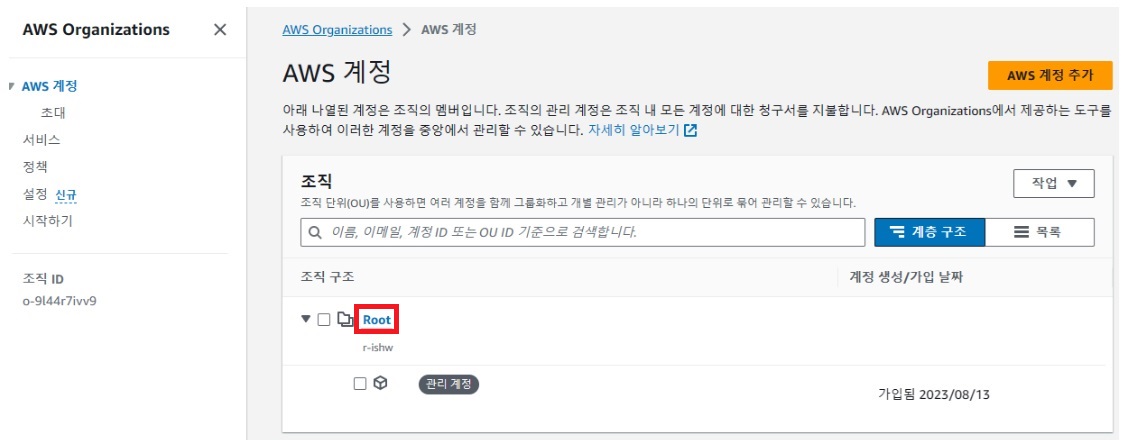 AWS Organizations
AWS 계정
초대
서비스
정책
설정 신규
시작하기
조직 ID
o-9l44r7ivv9
AWS Organizations > AWS 계정
AWS 계정
AWS 계정 추가
아래 나열된 계정은 조직의 멤버입니다. 조직의 관리 계정은 조직 내 모든 계정에 대한 청구서를 지불합니다. AWS Organizations에서 제공하는 도구를
사용하여 이러한 계정을 중앙에서 관리할 수 있습니다. 자세히 알아보기
조직
작업
조직 단위(OU)를 사용하면 여러 계정을 함께 그룹화하고 개별 관리가 아니라 하나의 단위로 묶어 관리할 수 있습니다.
이름, 이메일, 계정 ID 또는 OU ID 기준으로 검색합니다.
계층 구조
목록
조직 구조
계정 생성/가입 날짜
Root
r-ishw
관리 계정
가입됨 2023/08/13